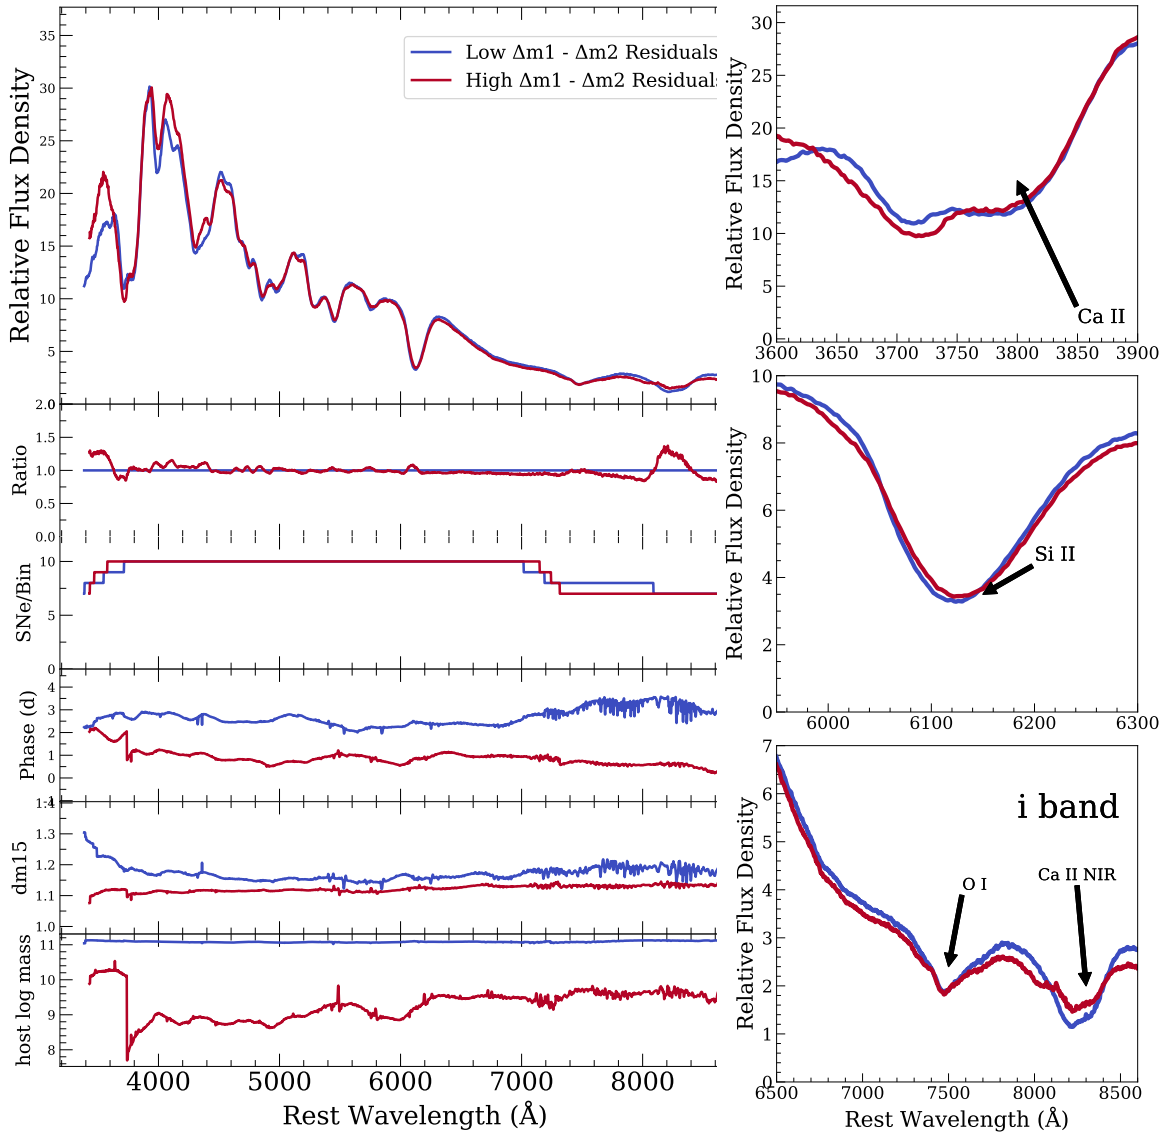 Relative Flux Density
35
30
25
20
15
10
5
0
Low Δm1 - Δm2 Residuals
High Δm1 - Δm2 Residuals
Ratio
2.0
1.5
1.0
0.5
0.0
SNe/Bin
10
5
0
Phase (d)
4
3
2
1
0
-1
dm15
1.4
1.3
1.2
1.1
1.0
host log mass
11
10
9
8
4000 5000 6000 7000 8000
Rest Wavelength (Å)
Relative Flux Density
30
25
20
15
10
5
0
Ca II
3600 3650 3700 3750 3800 3850 3900
Relative Flux Density
10
8
6
4
2
0
Si II
6000 6100 6200 6300
Relative Flux Density
7
6
5
4
3
2
1
0
i band
O I
Ca II NIR
6500 7000 7500 8000 8500
Rest Wavelength (Å)